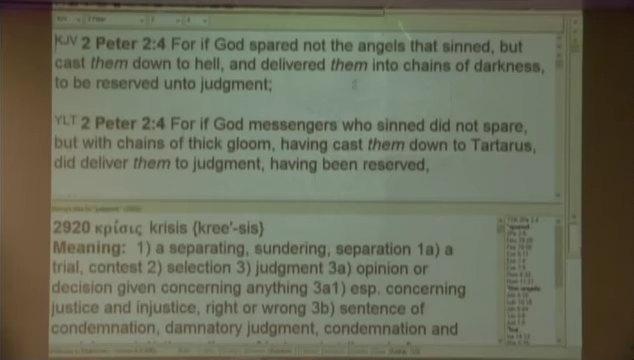 KJV 2 Peter 2:4 For if God spared not the angels that sinned, but
cast them down to hell, and delivered them into chains of darkness,
to be reserved unto judgment;
YLT 2 Peter 2:4 For if God messengers who sinned did not spare,
but with chains of thick gloom, having cast them down to Tartarus,
did deliver them to judgment, having been reserved,
2920 κρίσις krisis {kree'-sis}
Meaning: 1) a separating, sundering, separation 1a) a
trial, contest 2) selection 3) judgment 3a) opinion or
decision given concerning anything 3a1) esp. concerning
justice and injustice, right or wrong 3b) sentence of
condemnation, damnatory judgment, condemnation and